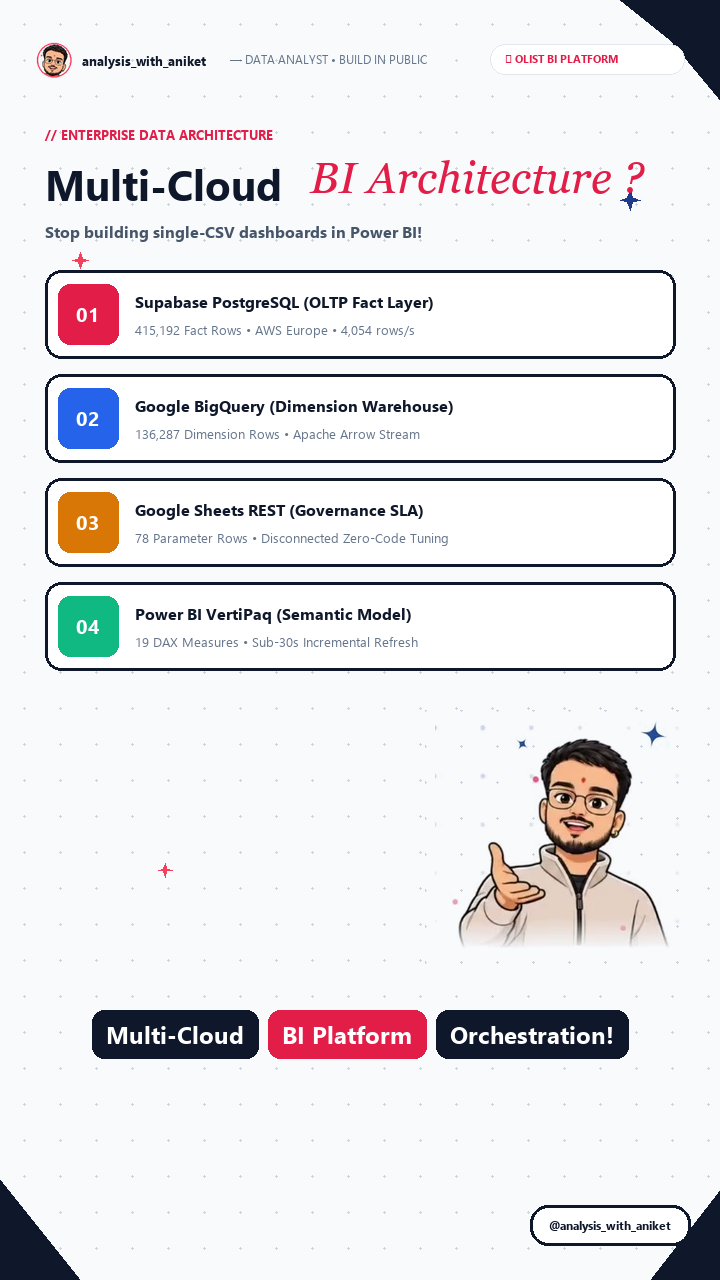 analysis_with_aniket — DATA ANALYST • BUILD IN PUBLIC
OLIST BI PLATFORM
// ENTERPRISE DATA ARCHITECTURE
Multi-Cloud BI Architecture ?
Stop building single-CSV dashboards in Power BI!
01
Supabase PostgreSQL (OLTP Fact Layer)
415,192 Fact Rows • AWS Europe • 4,054 rows/s
02
Google BigQuery (Dimension Warehouse)
136,287 Dimension Rows • Apache Arrow Stream
03
Google Sheets REST (Governance SLA)
78 Parameter Rows • Disconnected Zero-Code Tuning
04
Power BI VertiPaq (Semantic Model)
19 DAX Measures • Sub-30s Incremental Refresh
Multi-Cloud BI Platform Orchestration!
@analysis_with_aniket